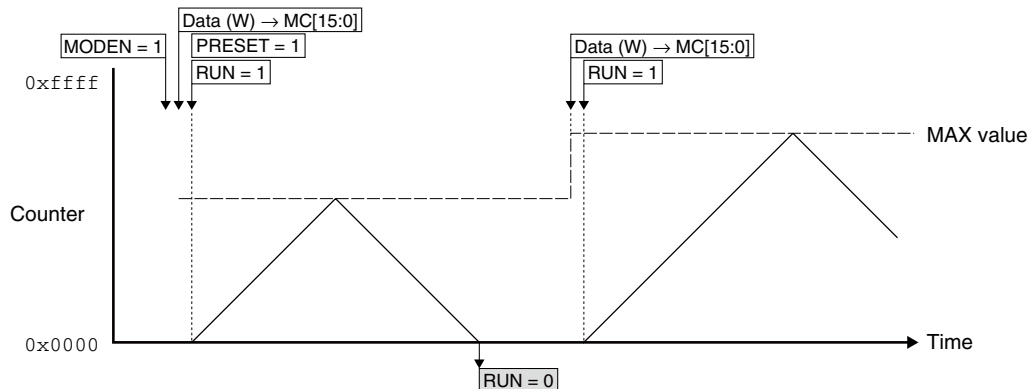 Data (W) → MC[15:0]
MODEN = 1
PRESET = 1
RUN = 1
Data (W) → MC[15:0]
RUN = 1
0xffff
MAX value
Counter
0x0000
Time
RUN = 0